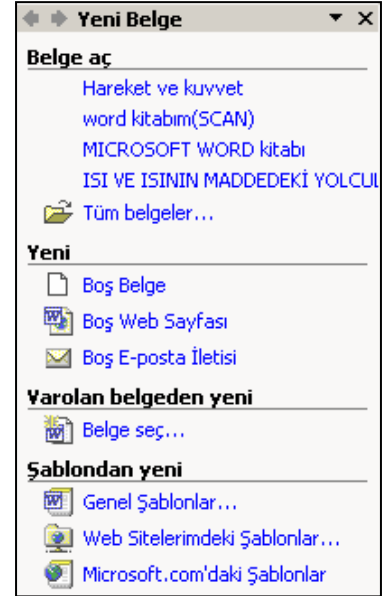 Yeni Belge
Belge aç
Hareket ve kuvvet
word kitabım(SCAN)
MICROSOFT WORD kitabı
ISI VE ISININ MADDEDEKİ YOLCUL
Tüm belgeler...
Yeni
Boş Belge
Boş Web Sayfası
Boş E-posta İletisi
Varolan belgeden yeni
Belge seç...
Şablondan yeni
Genel Şablonlar...
Web Sitelerimdeki Şablonlar...
Microsoft.com'daki Şablonlar